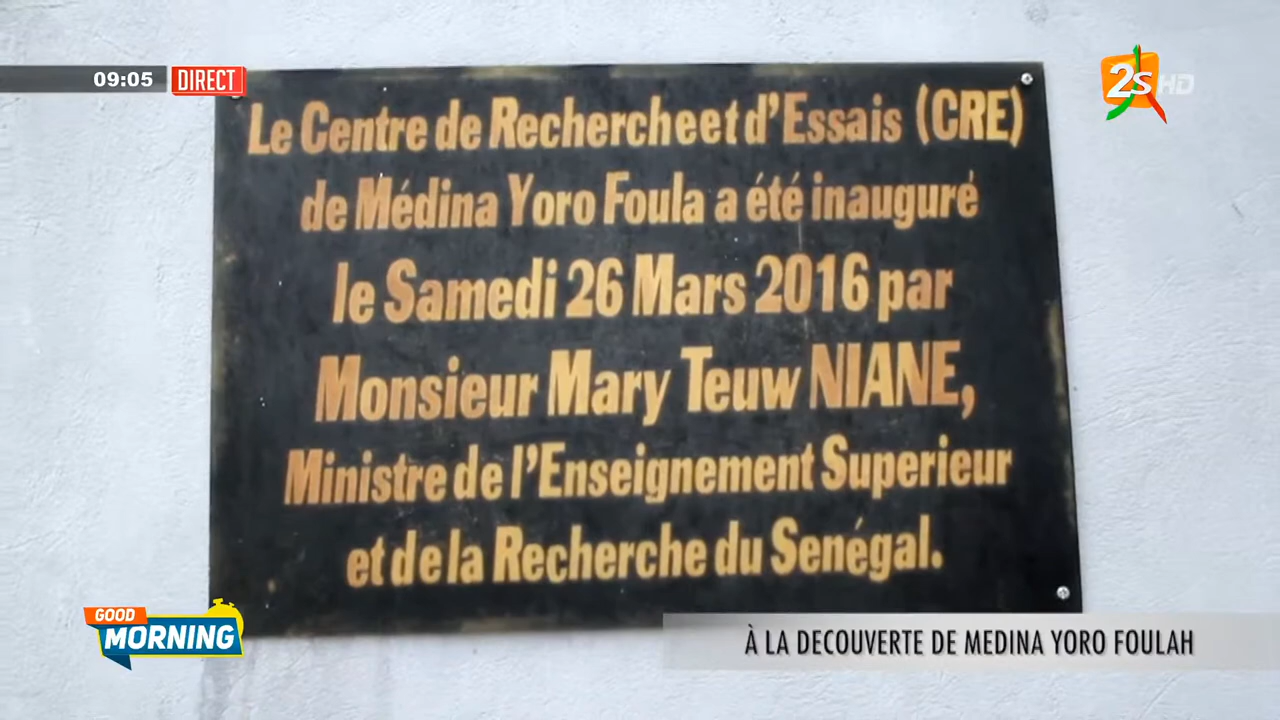 09:05 DIRECT
2s HD
Le Centre de Recherche et d'Essais (CRE)
de Médina Yoro Foula a été inauguré
le Samedi 26 Mars 2016 par
Monsieur Mary Teuw NIANE,
Ministre de l'Enseignement Superieur
et de la Recherche du Senégal.
GOOD
MORNING
À LA DECOUVERTE DE MEDINA YORO FOULAH